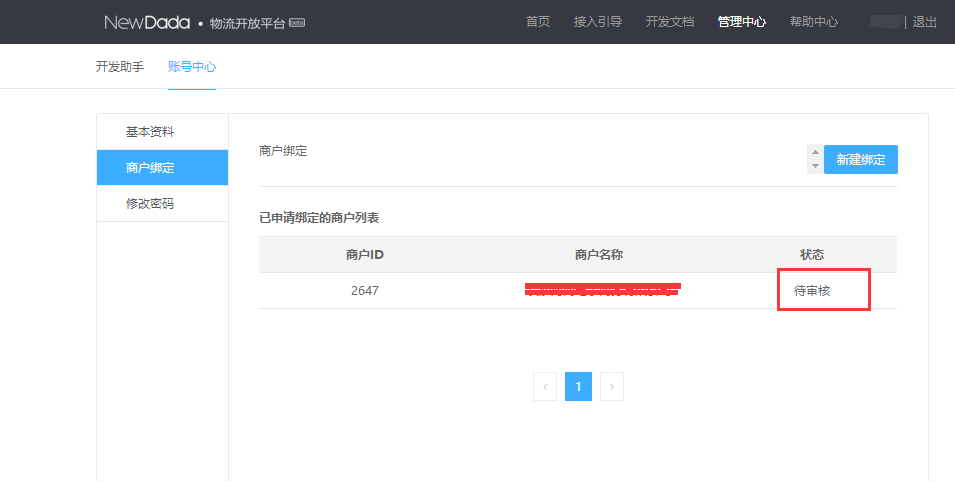 NewDada • 物流开放平台 beta
首页 接入引导 开发文档 管理中心 帮助中心 | 退出
开发助手 账号中心
基本资料
商户绑定
修改密码
商户绑定
新建绑定
已申请绑定的商户列表
商户ID 商户名称 状态
2647 待审核
< 1 >